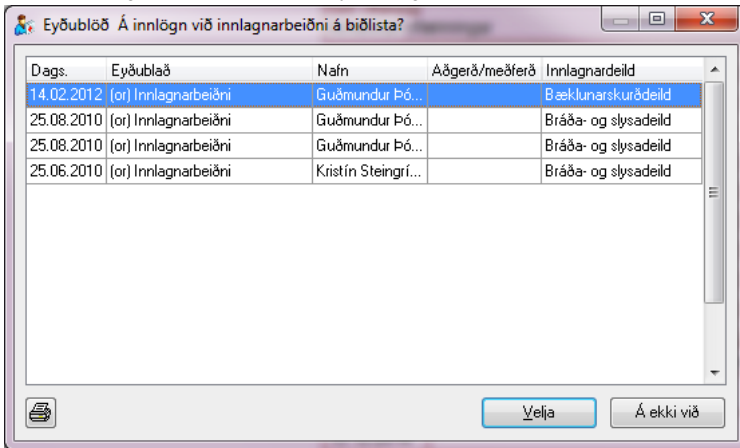 Eyðublöð Á innlögn við innlagnarbeiðni á biðlista?
Dags. Eyðublað Nafn Aðgerð/meðferð Innlagnardeild
14.02.2012 (or) Innlagnarbeiðni Guðmundur Þó... Bæklunarskurðdeild
25.08.2010 (or) Innlagnarbeiðni Guðmundur Þó... Bráða- og slysadeild
25.08.2010 (or) Innlagnarbeiðni Guðmundur Þó... Bráða- og slysadeild
25.06.2010 (or) Innlagnarbeiðni Kristín Steingrí... Bráða- og slysadeild
Velja Á ekki við